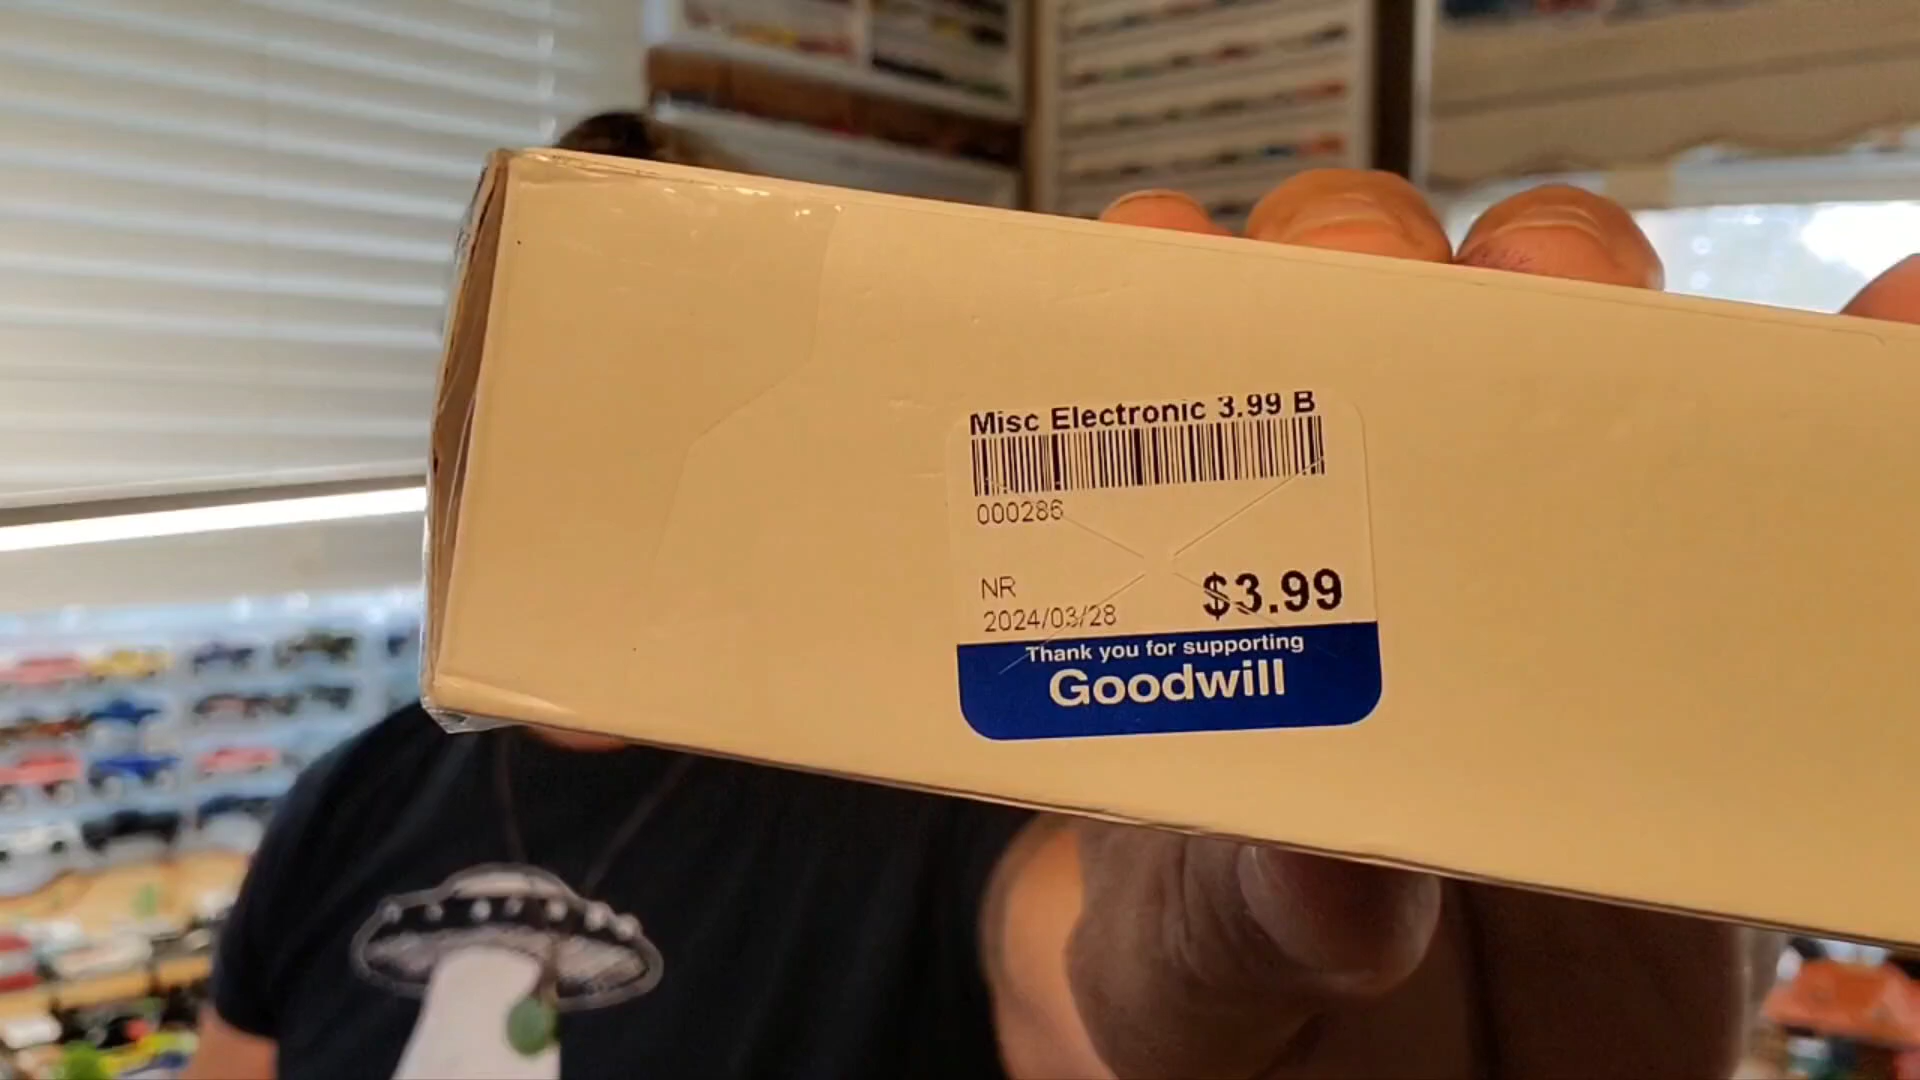 Misc Electronic 3.99 B
000286
NR
2024/03/28
$3.99
Thank you for supporting
Goodwill